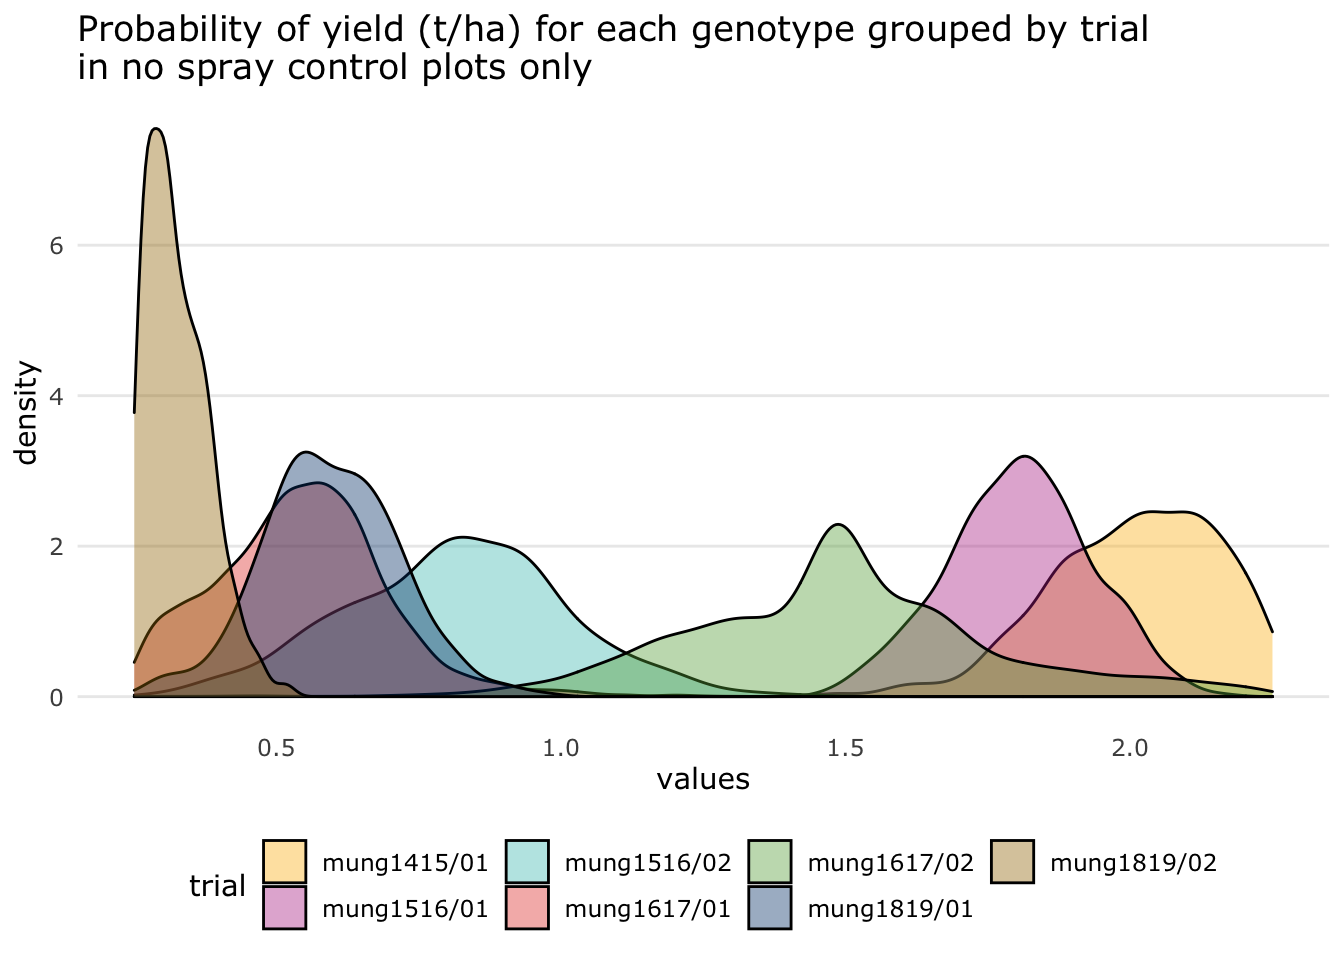 Probability of yield (t/ha) for each genotype grouped by trial
in no spray control plots only
density
6
4
2
0
0.5 1.0 1.5 2.0
values
trial
mung1415/01 mung1516/02 mung1617/02 mung1819/02
mung1516/01 mung1617/01 mung1819/01